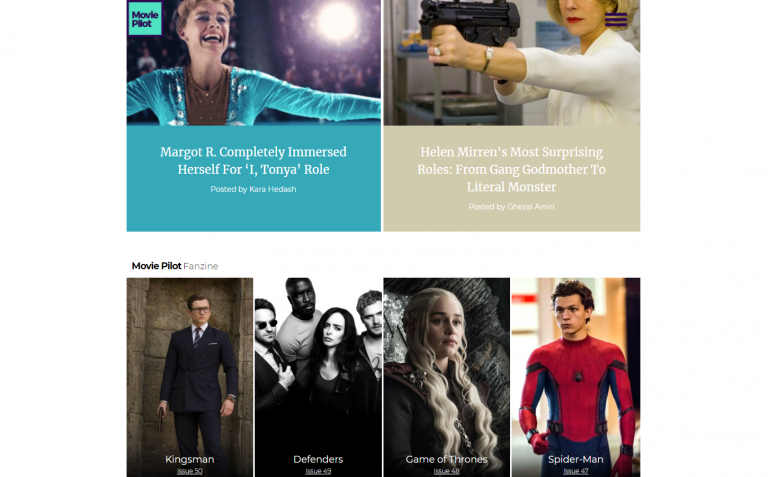 Movie
Pilot
Margot R. Completely Immersed
Herself For ‘I, Tonya’ Role
Posted by Kara Hedash
Helen Mirren's Most Surprising
Roles: From Gang Godmother To
Literal Monster
Posted by Ghezal Amiri
Movie Pilot Fanzine
Kingsman
Issue 50
Defenders
Issue 49
Game of Thrones
Issue 48
Spider-Man
Issue 47